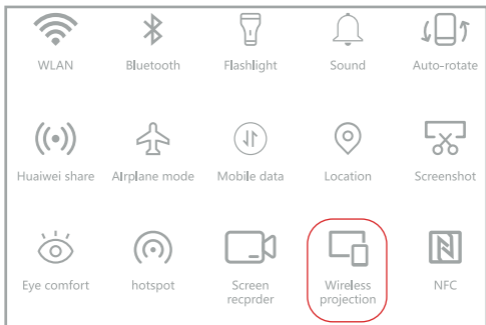 WLAN Bluetooth Flashlight Sound Auto-rotate
Huaiwei share Airplane mode Mobile data Location Screenshot
Eye comfort hotspot Screen recprder Wireless projection NFC